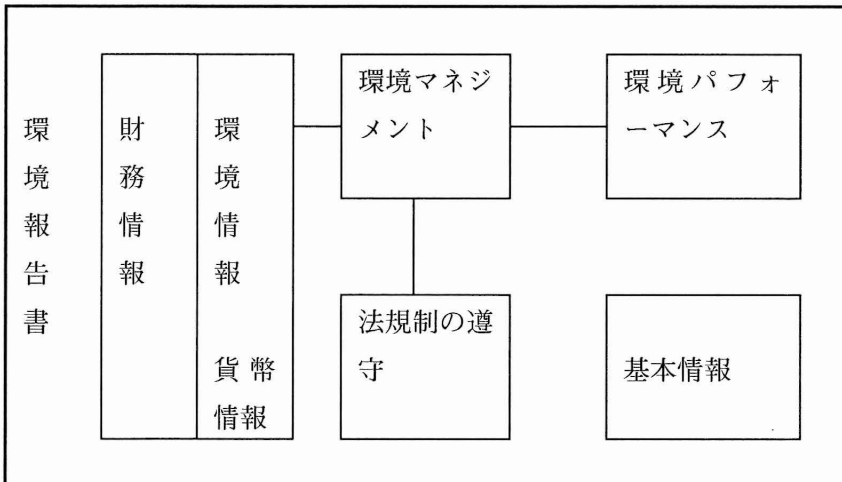 環境報告書
財務情報
環境情報
貨幣
情報
環境マネジ
メント
環境パフォ
ーマンス
法規制の遵
守
基本情報